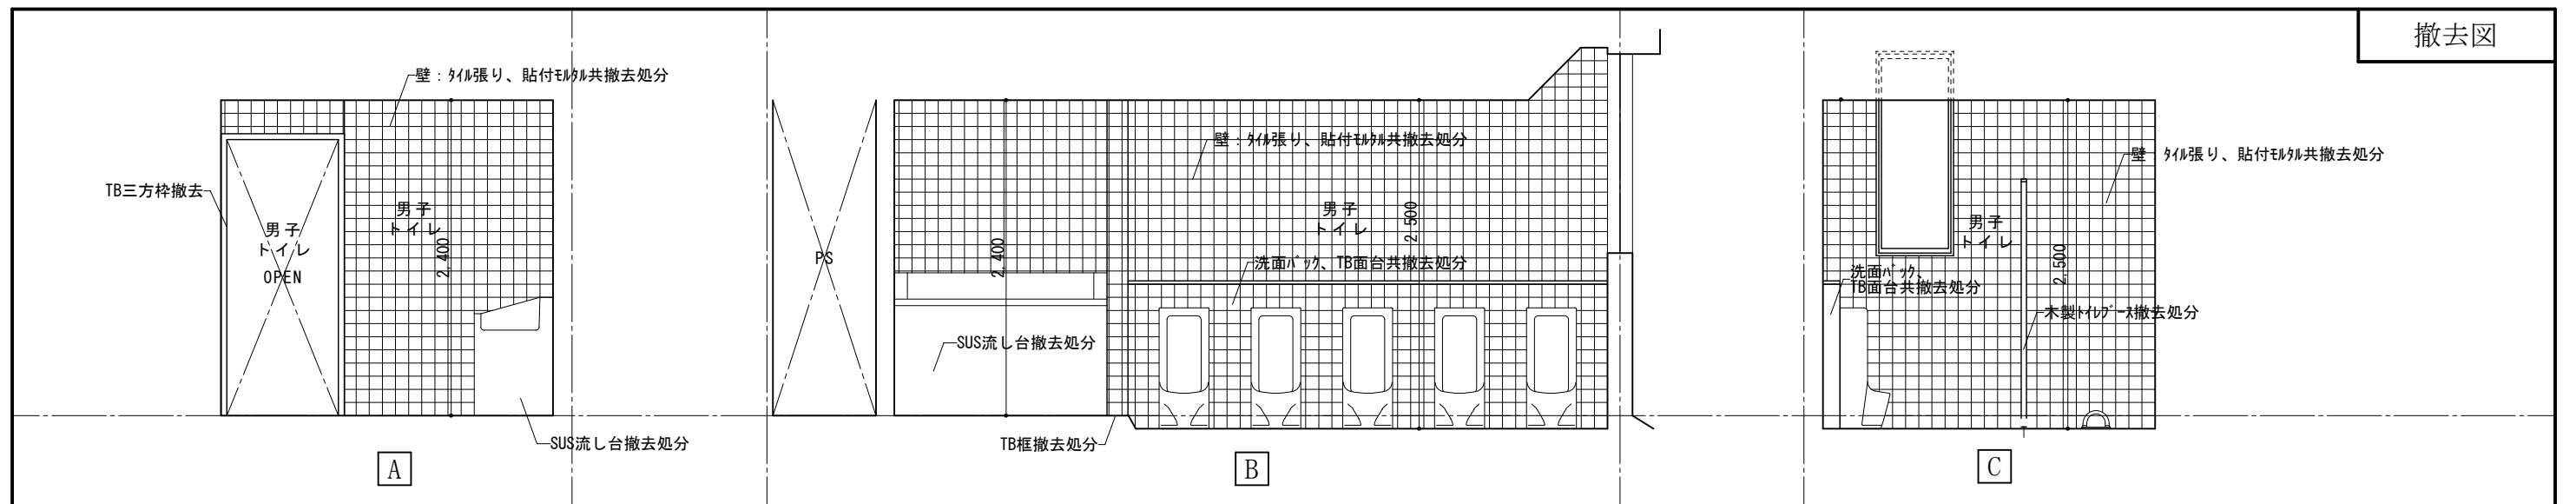 撤去図
壁：ﾀｲﾙ張り、貼付ﾓﾙﾀﾙ共撤去処分
TB三方枠撤去
男子
トイレ
OPEN
男子
トイレ
2,400
SUS流し台撤去処分
A
PS
2,400
SUS流し台撤去処分
TB框撤去処分
壁：ﾀｲﾙ張り、貼付ﾓﾙﾀﾙ共撤去処分
男子
トイレ
2,500
洗面ﾊﾞｯｸ、TB面台共撤去処分
B
壁：ﾀｲﾙ張り、貼付ﾓﾙﾀﾙ共撤去処分
男子
トイレ
2,500
洗面ﾊﾞｯｸ、
TB面台共撤去処分
木製ﾄｲﾚﾌﾞｰｽ撤去処分
C